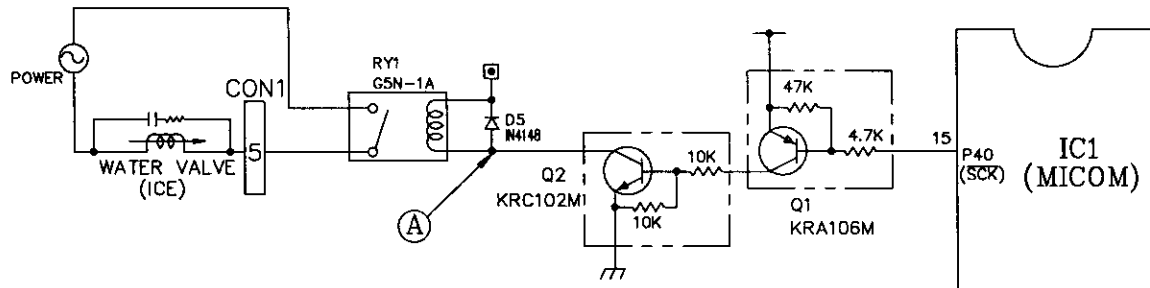 POWER
CON1
5
WATER VALVE
(ICE)
RY1
G5N-1A
D5
IN4148
A
Q2
KRC102M
10K
10K
47K
4.7K
Q1
KRA106M
15
P40
(SCK)
IC1
(MICOM)